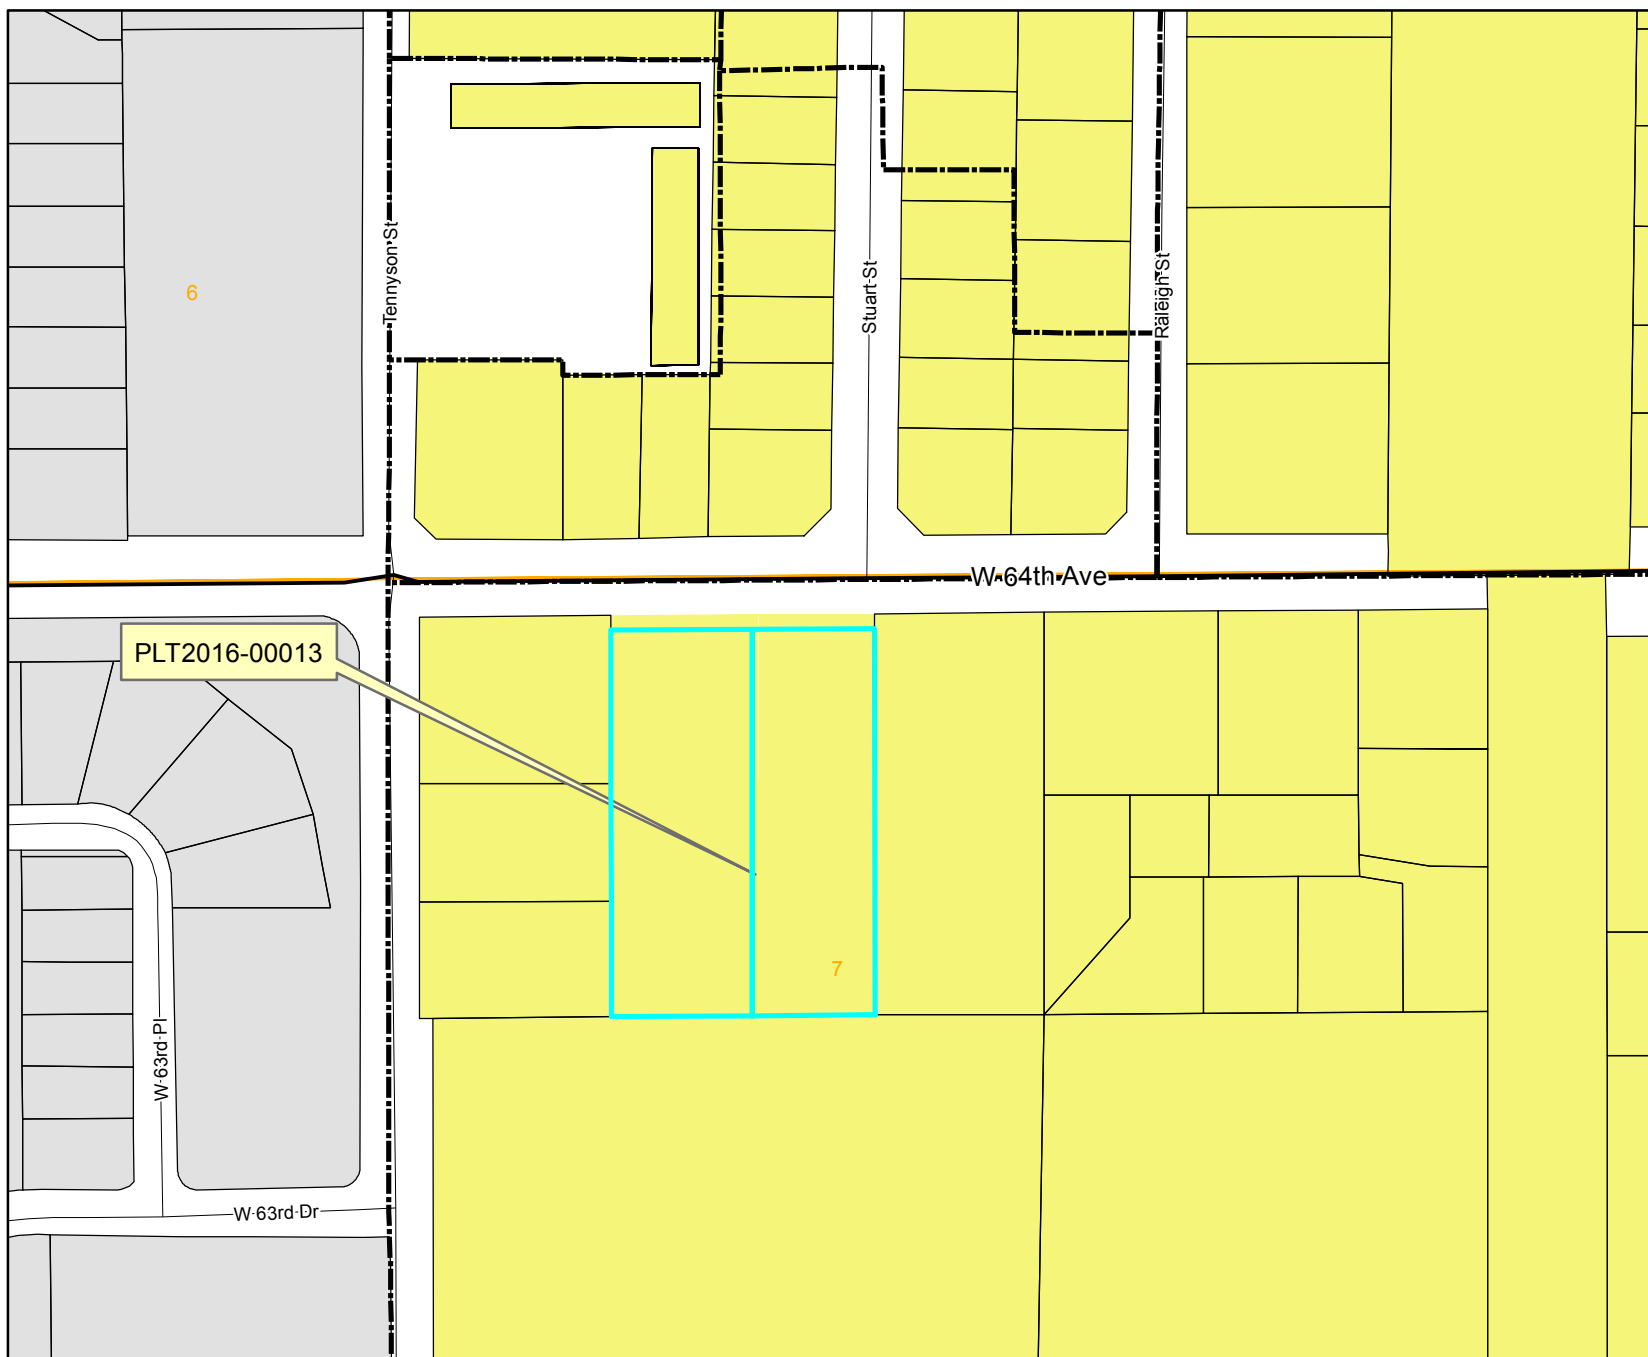 6
Tennyson St
Stuart St
Raleigh St
W 64th Ave
PLT2016-00013
7
W 63rd Pl
W 63rd Dr